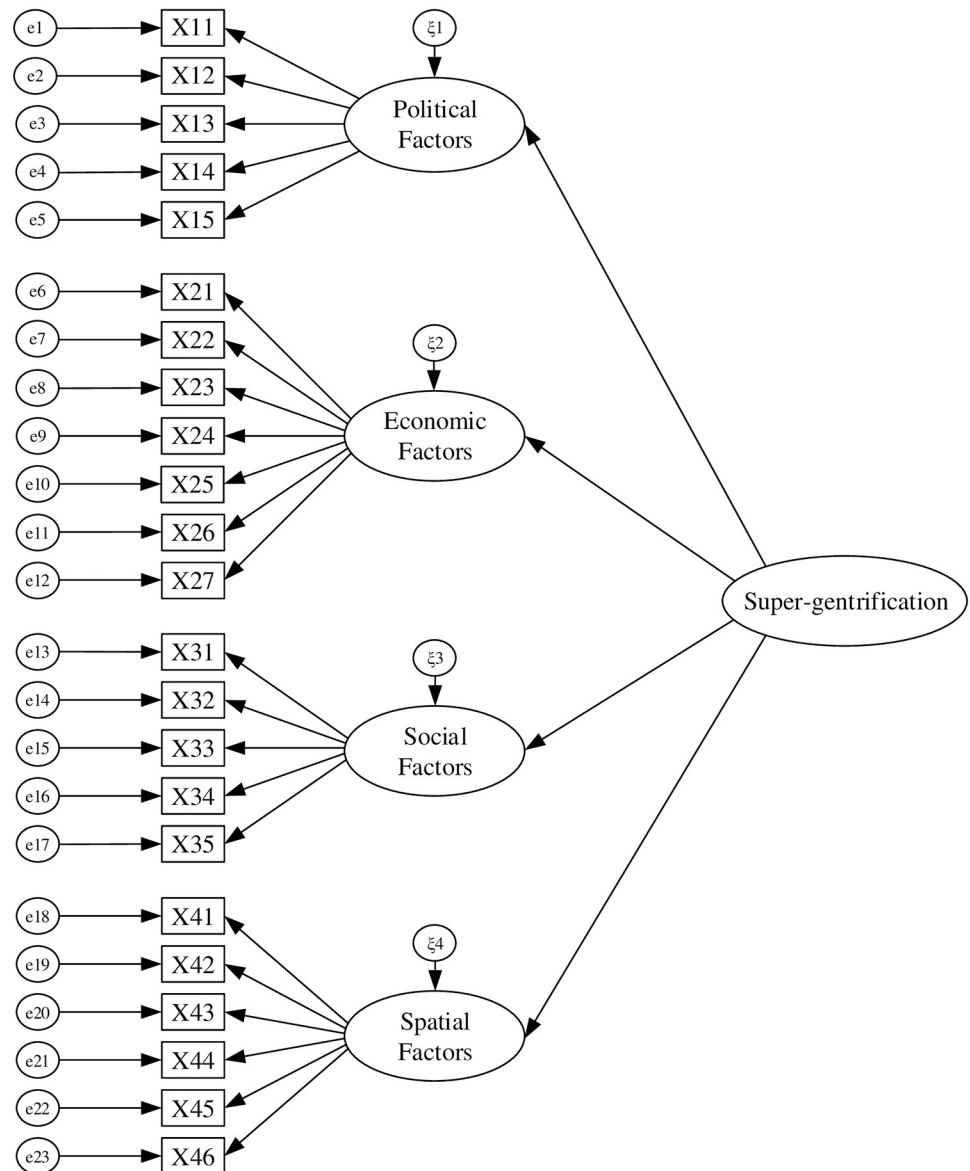 e1 X11 ξ1
e2 X12
Political
Factors
e3 X13
e4 X14
e5 X15
e6 X21
e7 X22 ξ2
e8 X23
Economic
Factors
e9 X24
e10 X25
e11 X26
e12 X27
Super-gentrification
e13 X31 ξ3
e14 X32
e15 X33
Social
Factors
e16 X34
e17 X35
e18 X41
ξ4
e19 X42
e20 X43
Spatial
Factors
e21 X44
e22 X45
e23 X46